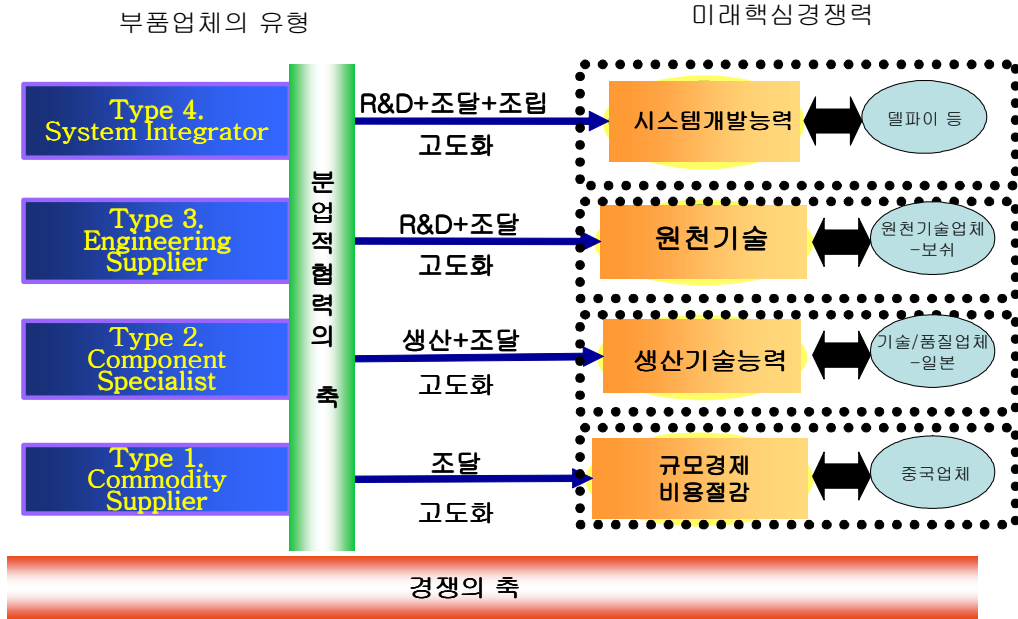 부품업체의 유형
미래핵심경쟁력
Type 4.
System Integrator
R&D+조달+조립
고도화
시스템개발능력
델파이 등
Type 3.
Engineering
Supplier
R&D+조달
고도화
원천기술
원천기술업체
-보쉬
Type 2.
Component
Specialist
생산+조달
고도화
생산기술능력
기술/품질업체
-일본
Type 1.
Commodity
Supplier
조달
고도화
규모경제
비용절감
중국업체
분
업
적
협
력
의
축
경쟁의 축